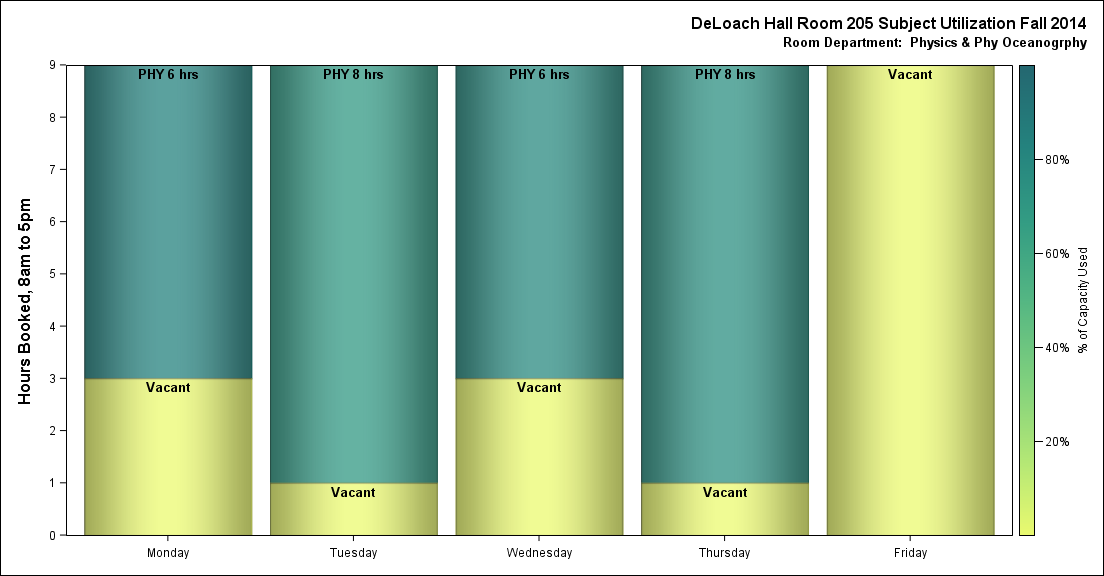 DeLoach Hall Room 205 Subject Utilization Fall 2014
Room Department:  Physics & Phy Oceanogrphy
Hours Booked, 8am to 5pm
9
8
7
6
5
4
3
2
1
0
PHY 6 hrs
PHY 8 hrs
PHY 6 hrs
PHY 8 hrs
Vacant
Vacant
Vacant
Vacant
Vacant
Monday
Tuesday
Wednesday
Thursday
Friday
80%
60%
40%
20%
% of Capacity Used